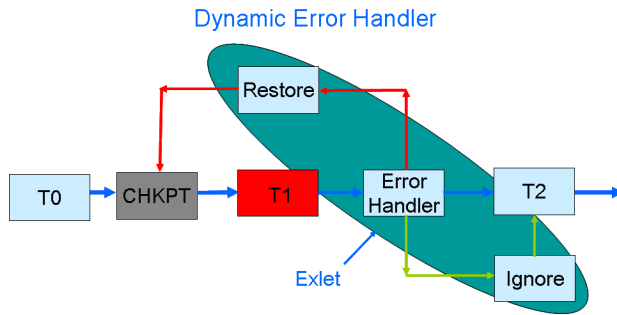 Dynamic Error Handler
Restore
T0
CHKPT
T1
Error
Handler
T2
Exlet
Ignore